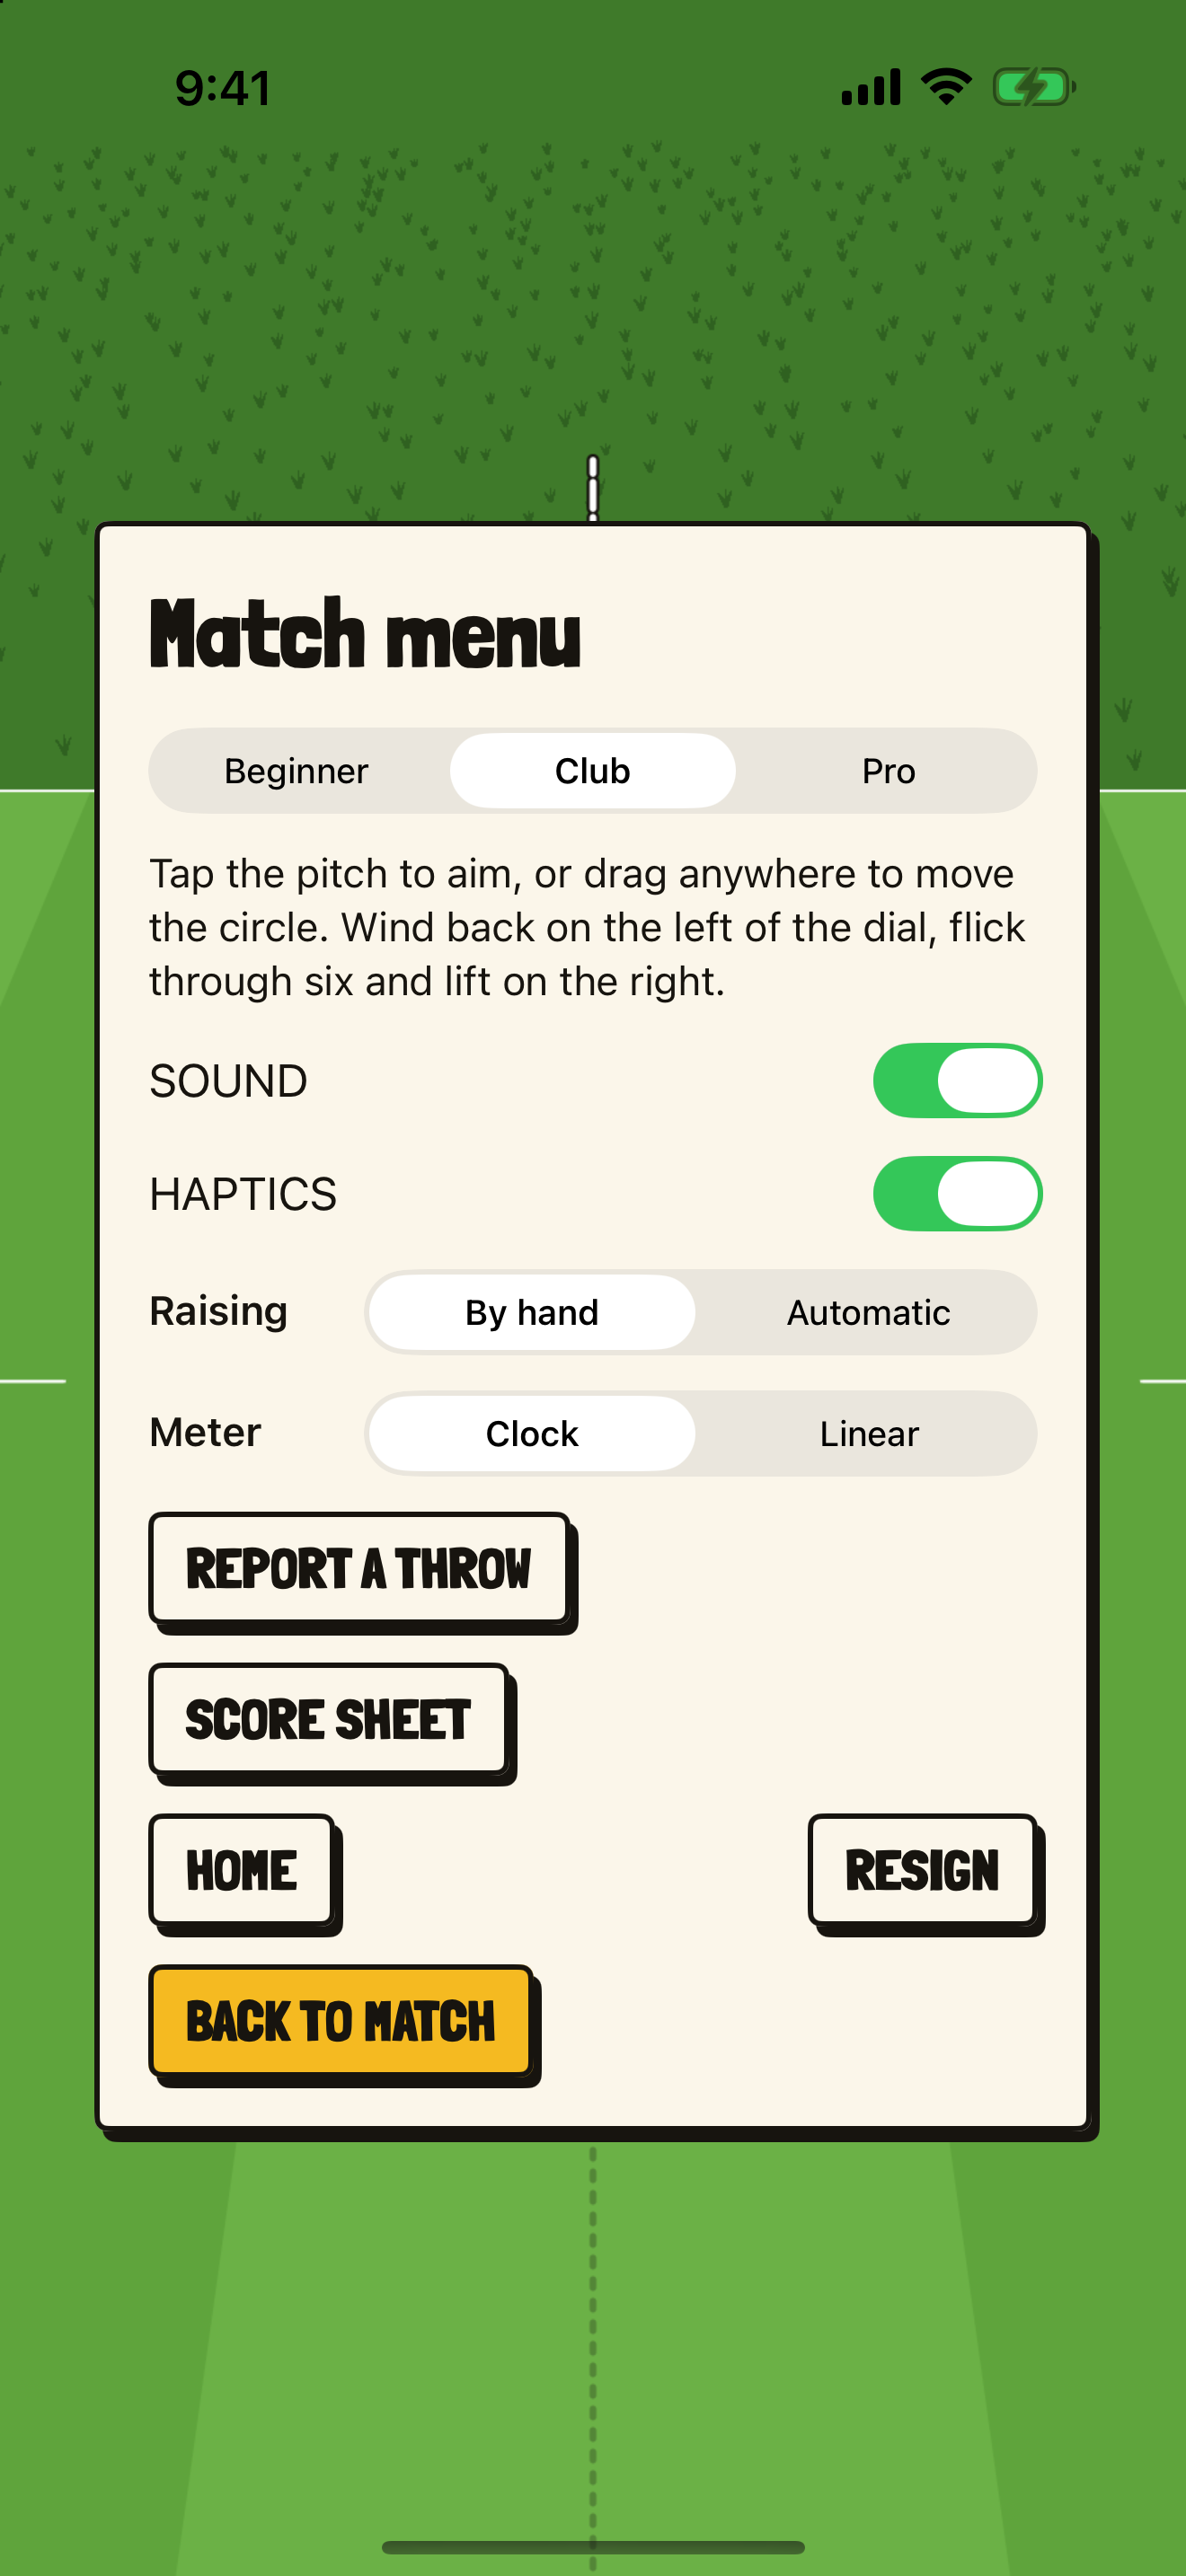 9:41
Match menu
Beginner Club Pro
Tap the pitch to aim, or drag anywhere to move
the circle. Wind back on the left of the dial, flick
through six and lift on the right.
SOUND
HAPTICS
Raising By hand Automatic
Meter Clock Linear
REPORT A THROW
SCORE SHEET
HOME RESIGN
BACK TO MATCH